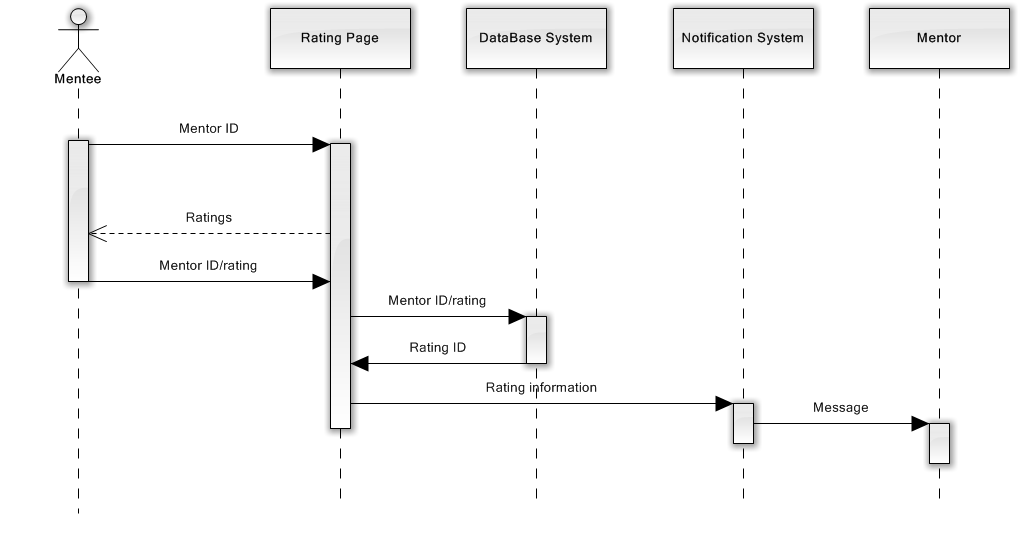 Mentee
Rating Page
DataBase System
Notification System
Mentor
Mentor ID
Ratings
Mentor ID/rating
Mentor ID/rating
Rating ID
Rating information
Message